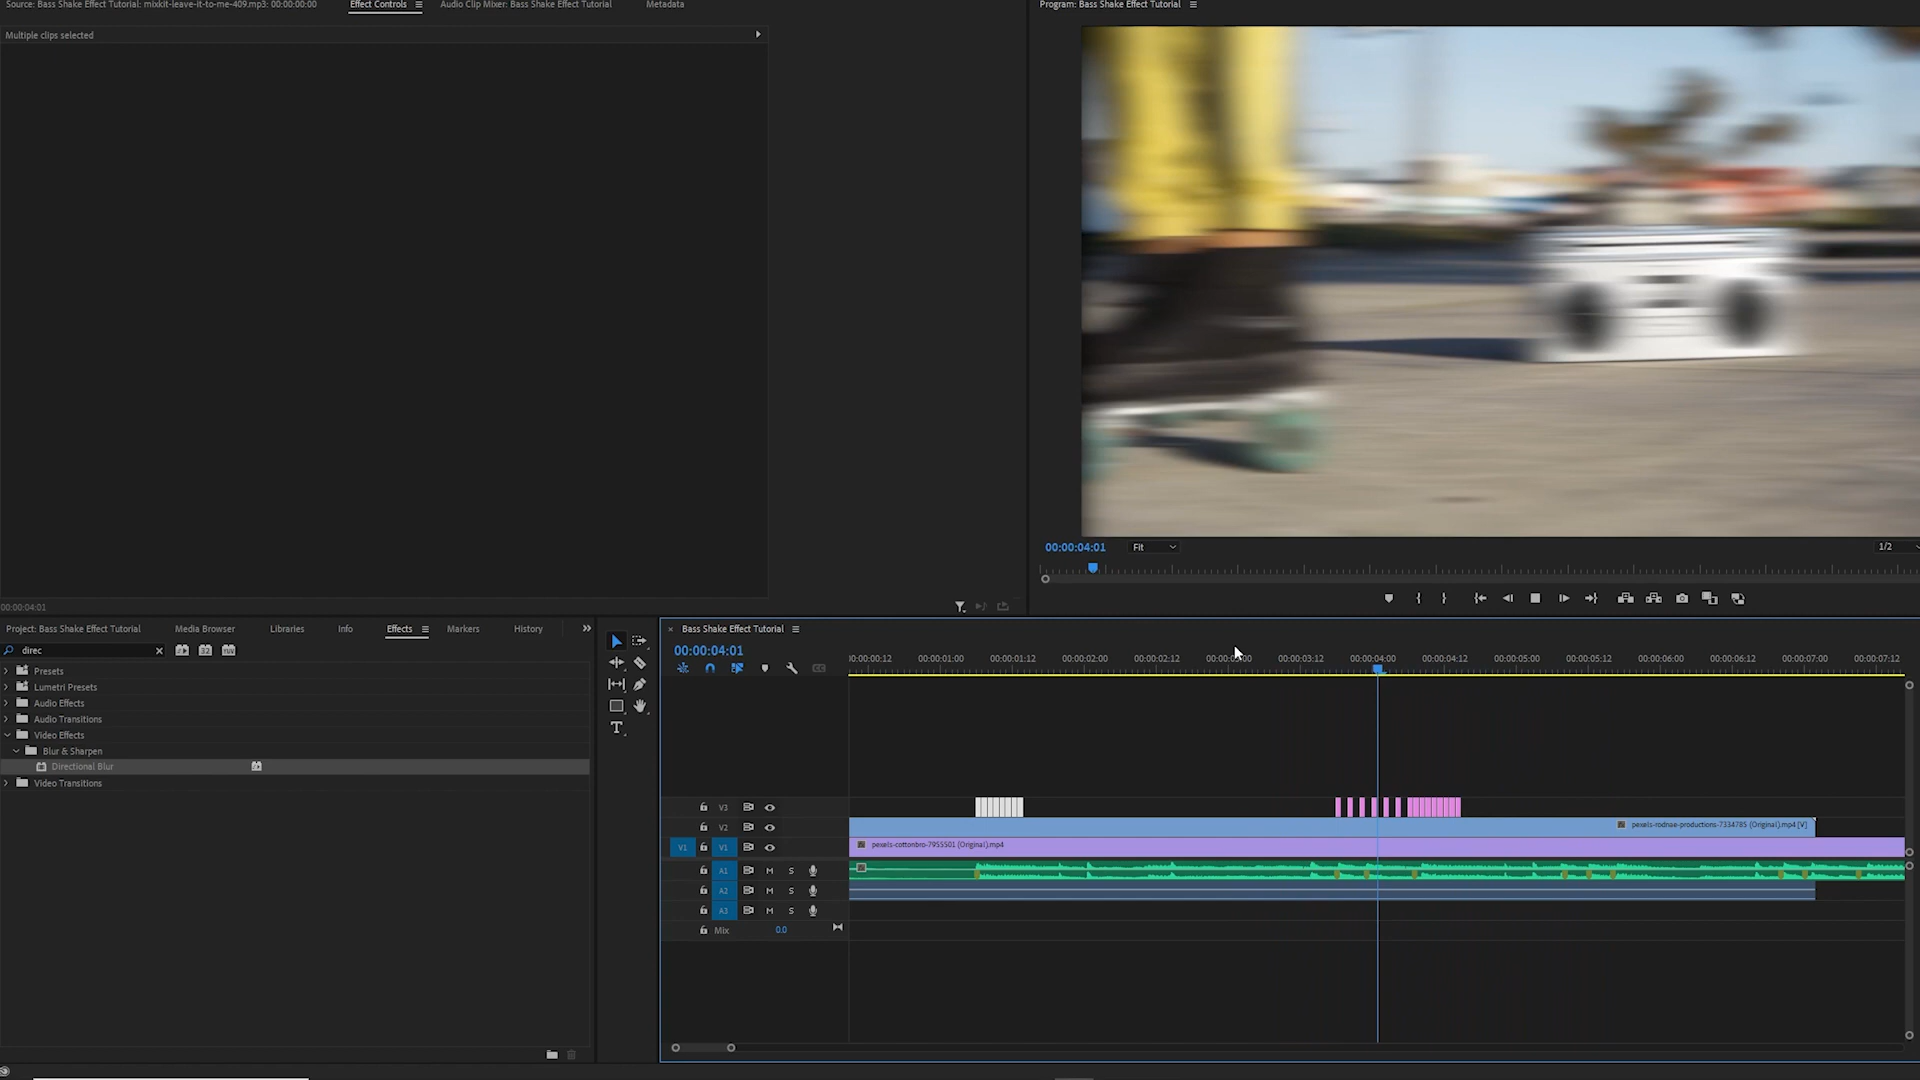 Source: Bass Shake Effect Tutorial: mixkit-leave-it-to-me-409.mp3: 00:00:00:00
Effect Controls
Audio Clip Mixer: Bass Shake Effect Tutorial
Metadata
Program: Bass Shake Effect Tutorial
Multiple clips selected
00:00:04:01
Fit
1/2
00:00:04:01
Project: Bass Shake Effect Tutorial
Media Browser
Libraries
Info
Effects
Markers
History
Bass Shake Effect Tutorial
direc
32
YUV
00:00:04:01
Presets
Lumetri Presets
Audio Effects
Audio Transitions
Video Effects
Blur & Sharpen
Directional Blur
Video Transitions
00:00:00:12
00:00:01:00
00:00:01:12
00:00:02:00
00:00:02:12
00:00:03:12
00:00:04:00
00:00:04:12
00:00:05:00
00:00:05:12
00:00:06:00
00:00:06:12
00:00:07:00
00:00:07:12
V3
V2
pexels-rodnae-productions-7334785 (Original).mp4 [V]
V1
V1
pexels-cottonbro-7955501 (Original).mp4
A1
M
S
A2
M
S
A3
M
S
Mix
0.0